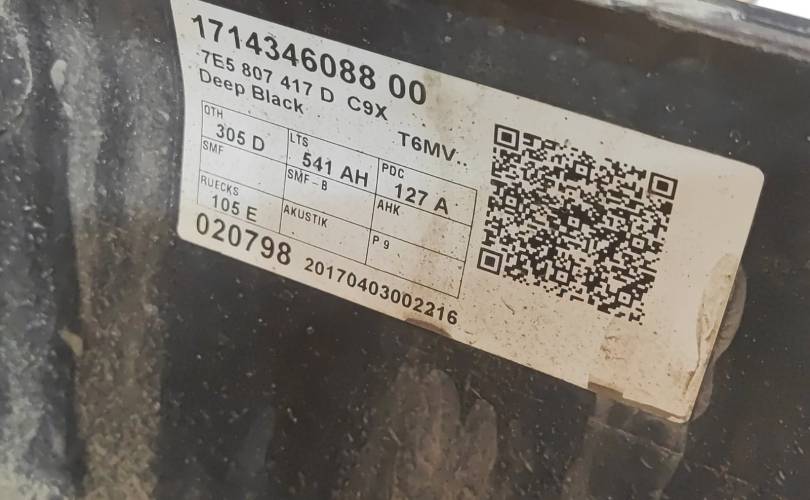 1714346088 00
7E5 807 417 D C9X
Deep Black
T6MV..
QTH
305 D
LTS
541 AH
PDC
127 A
SMF
SMF-B
AHK
RUECKS
105 E
AKUSTIK
P 9
020798 20170403002216